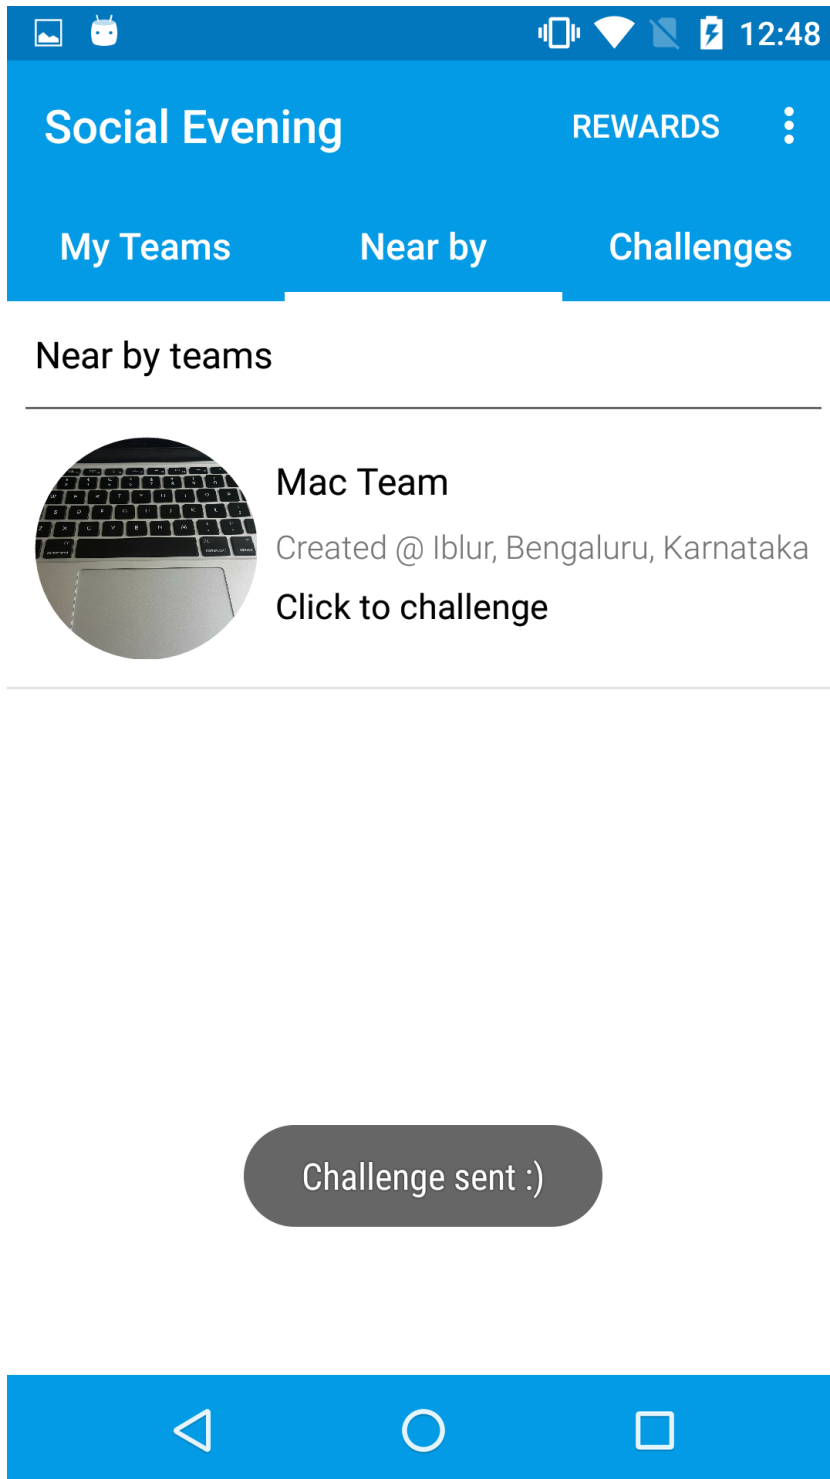 12:48
Social Evening REWARDS
My Teams Near by Challenges
Near by teams
Mac Team
Created @ Iblur, Bengaluru, Karnataka
Click to challenge
Challenge sent :)